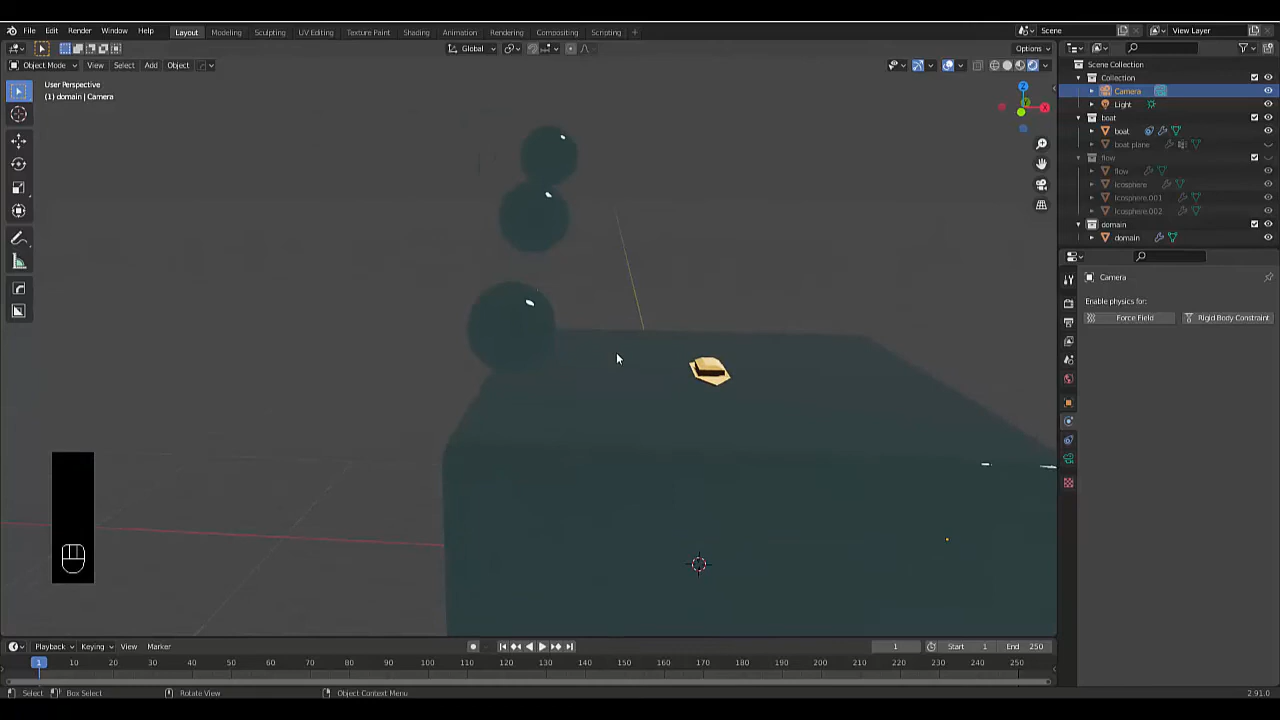 File Edit Render Window Help Layout Modeling Sculpting UV Editing Texture Paint Shading Animation Rendering Compositing Scripting + Scene View Layer
Global Options
Object Mode View Select Add Object
User Perspective
(1) domain | Camera
Scene Collection
Collection
Camera
Light
boat
boat
boat plane
flow
flow
Icosphere
Icosphere.001
Icosphere.002
domain
domain
Camera
Enable physics for:
Force Field Rigid Body Constraint
Z
X
Playback Keying View Marker 1 Start 1 End 250
1 10 20 30 40 50 60 70 80 90 100 110 120 130 140 150 160 170 180 190 200 210 220 230 240 250
Select Box Select Rotate View Object Context Menu 2.91.0